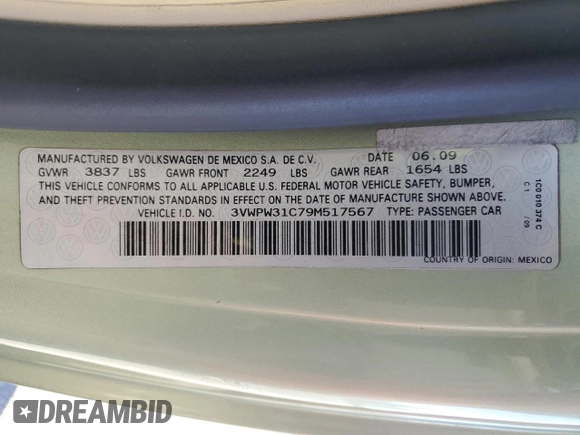 MANUFACTURED BY VOLKSWAGEN DE MEXICO S.A. DE C.V. DATE 06.09
GVWR 3837 LBS GAWR FRONT 2249 LBS GAWR REAR 1654 LBS
THIS VEHICLE CONFORMS TO ALL APPLICABLE U.S. FEDERAL MOTOR VEHICLE SAFETY, BUMPER,
AND THEFT PREVENTION STANDARDS IN EFFECT ON THE DATE OF MANUFACTURE SHOWN ABOVE.
VEHICLE I.D. NO. 3VWPW31C79M517567 TYPE: PASSENGER CAR
COUNTRY OF ORIGIN: MEXICO
1C0 010 374 C
C1 /09
DREAMBID